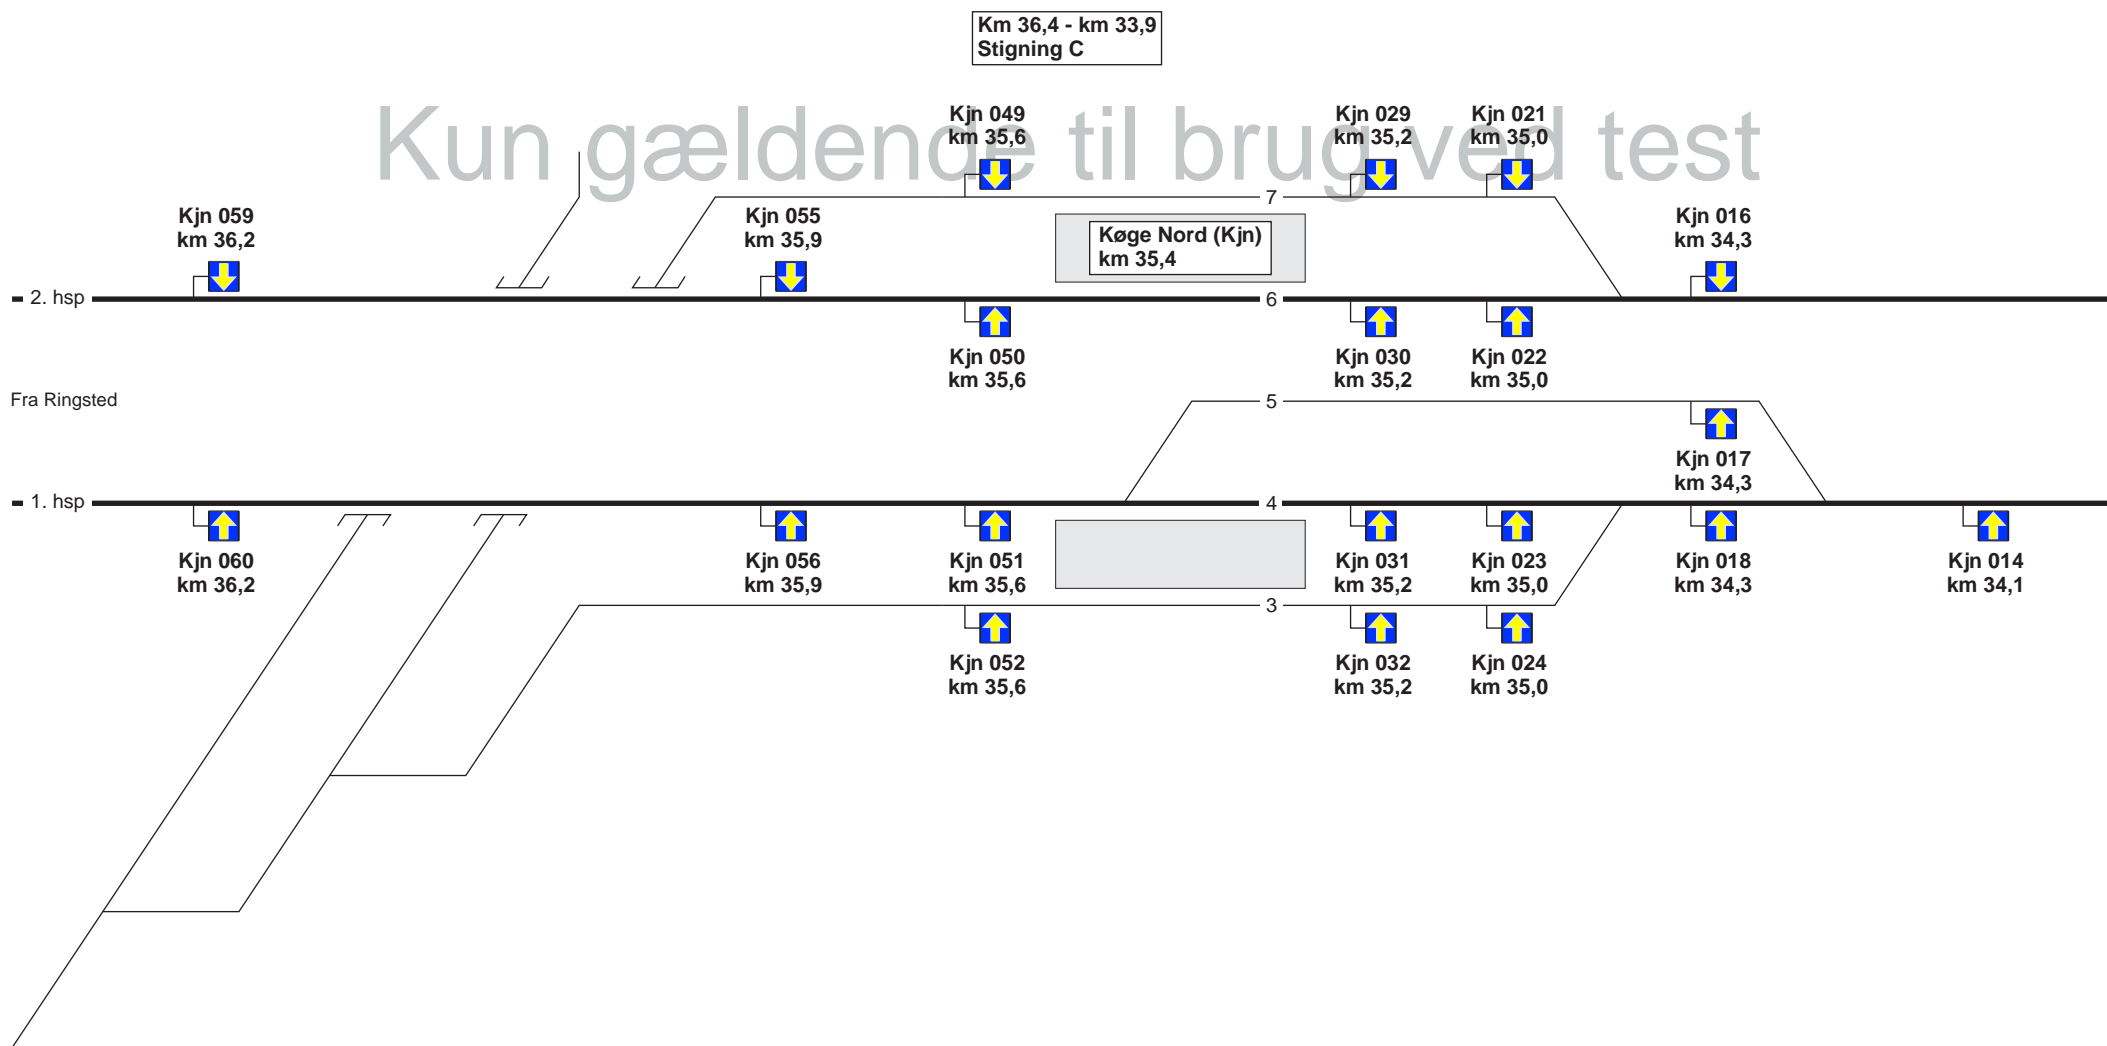 Km 36,4 - km 33,9
Stigning C
Kun gældende til brug ved test
Kjn 049
km 35,6
Kjn 029
km 35,2
Kjn 021
km 35,0
7
Kjn 059
km 36,2
Kjn 055
km 35,9
Køge Nord (Kjn)
km 35,4
Kjn 016
km 34,3
2. hsp
6
Kjn 050
km 35,6
Kjn 030
km 35,2
Kjn 022
km 35,0
Fra Ringsted
5
Kjn 017
km 34,3
1. hsp
4
Kjn 060
km 36,2
Kjn 056
km 35,9
Kjn 051
km 35,6
Kjn 031
km 35,2
Kjn 023
km 35,0
Kjn 018
km 34,3
Kjn 014
km 34,1
3
Kjn 052
km 35,6
Kjn 032
km 35,2
Kjn 024
km 35,0